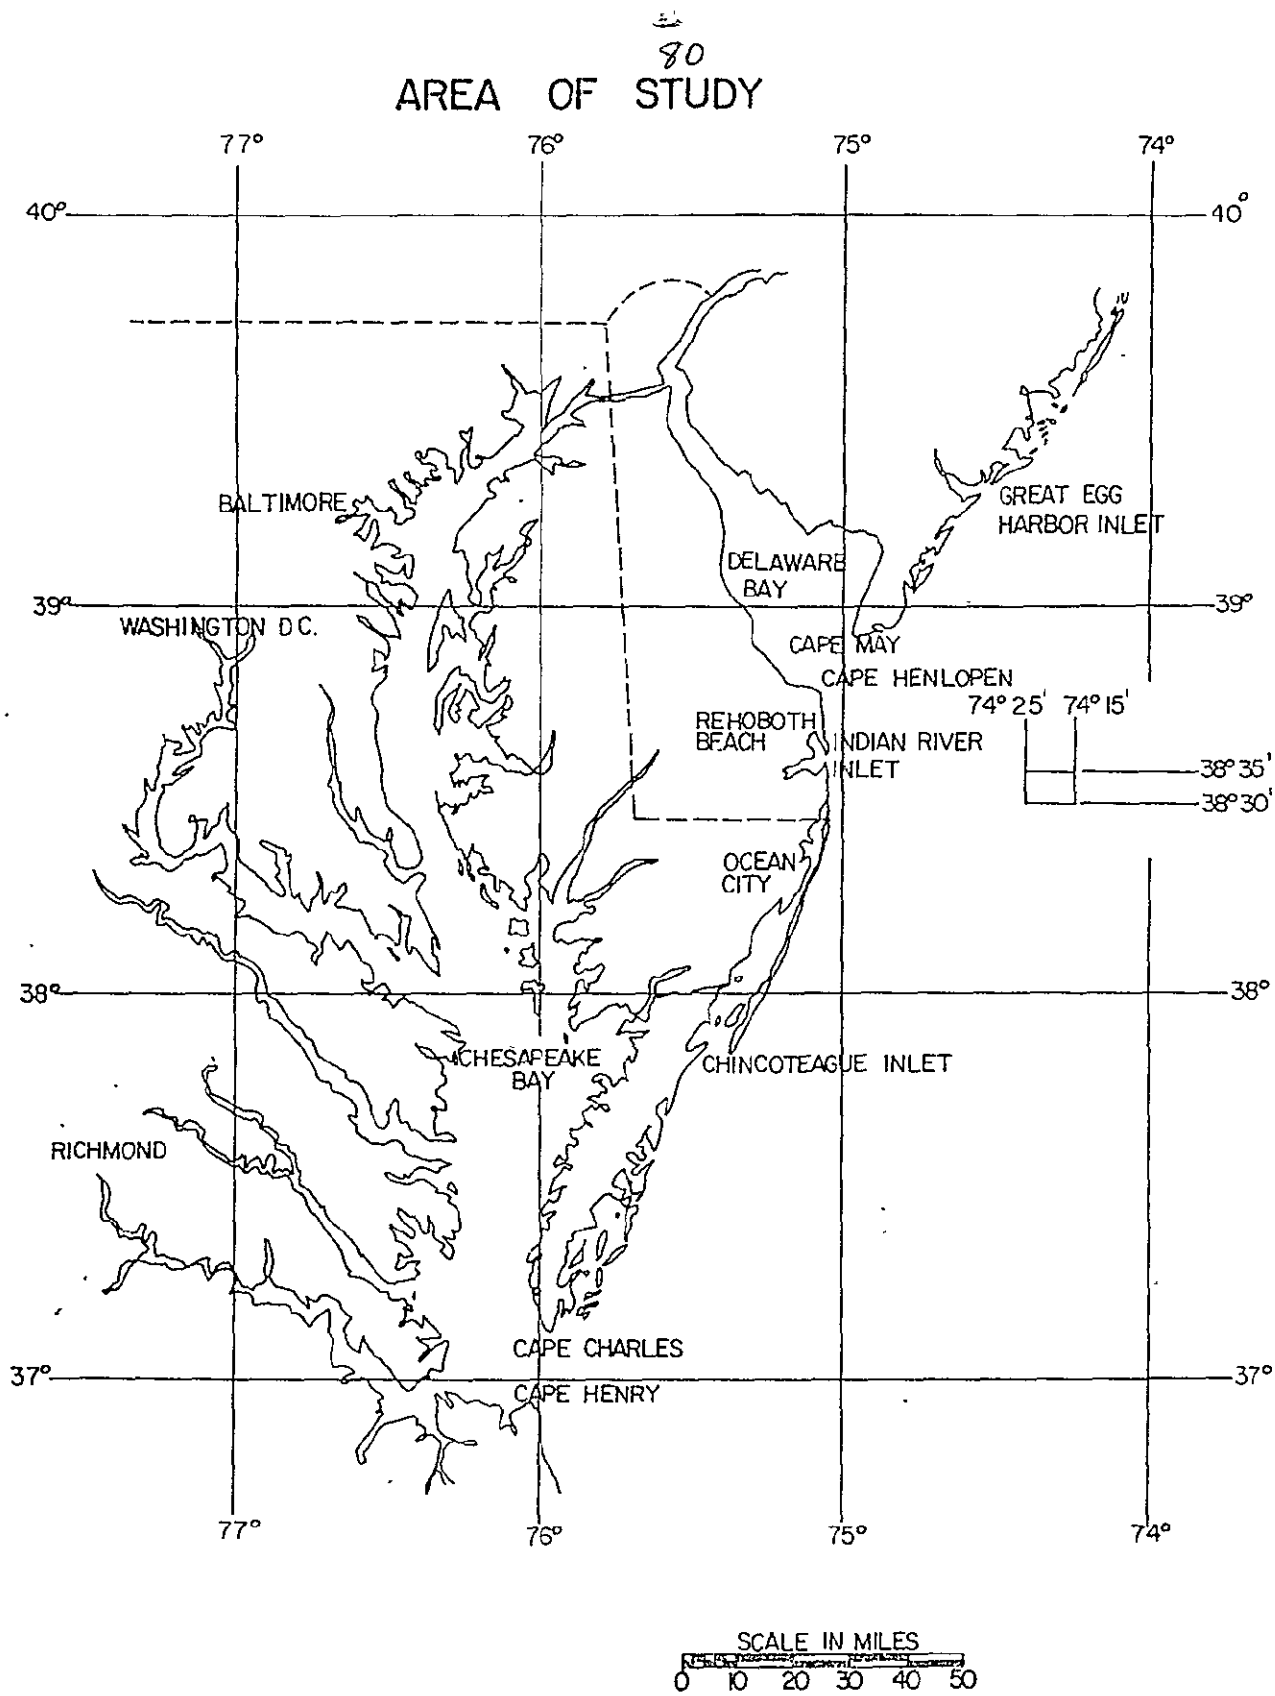 80
AREA OF STUDY
77° 76° 75° 74°
40° 40°
GREAT EGG
HARBOR INLET
BALTIMORE
DELAWARE
BAY
39° 39°
WASHINGTON D.C.
CAPE MAY
CAPE HENLOPEN
74° 25' 74° 15'
REHOBOTH
BEACH
INDIAN RIVER
INLET
38° 35'
38° 30'
OCEAN
CITY
38° 38°
CHESAPEAKE
BAY
CHINCOTEAGUE INLET
RICHMOND
CAPE CHARLES
37° 37°
CAPE HENRY
77° 76° 75° 74°
SCALE IN MILES
0 10 20 30 40 50